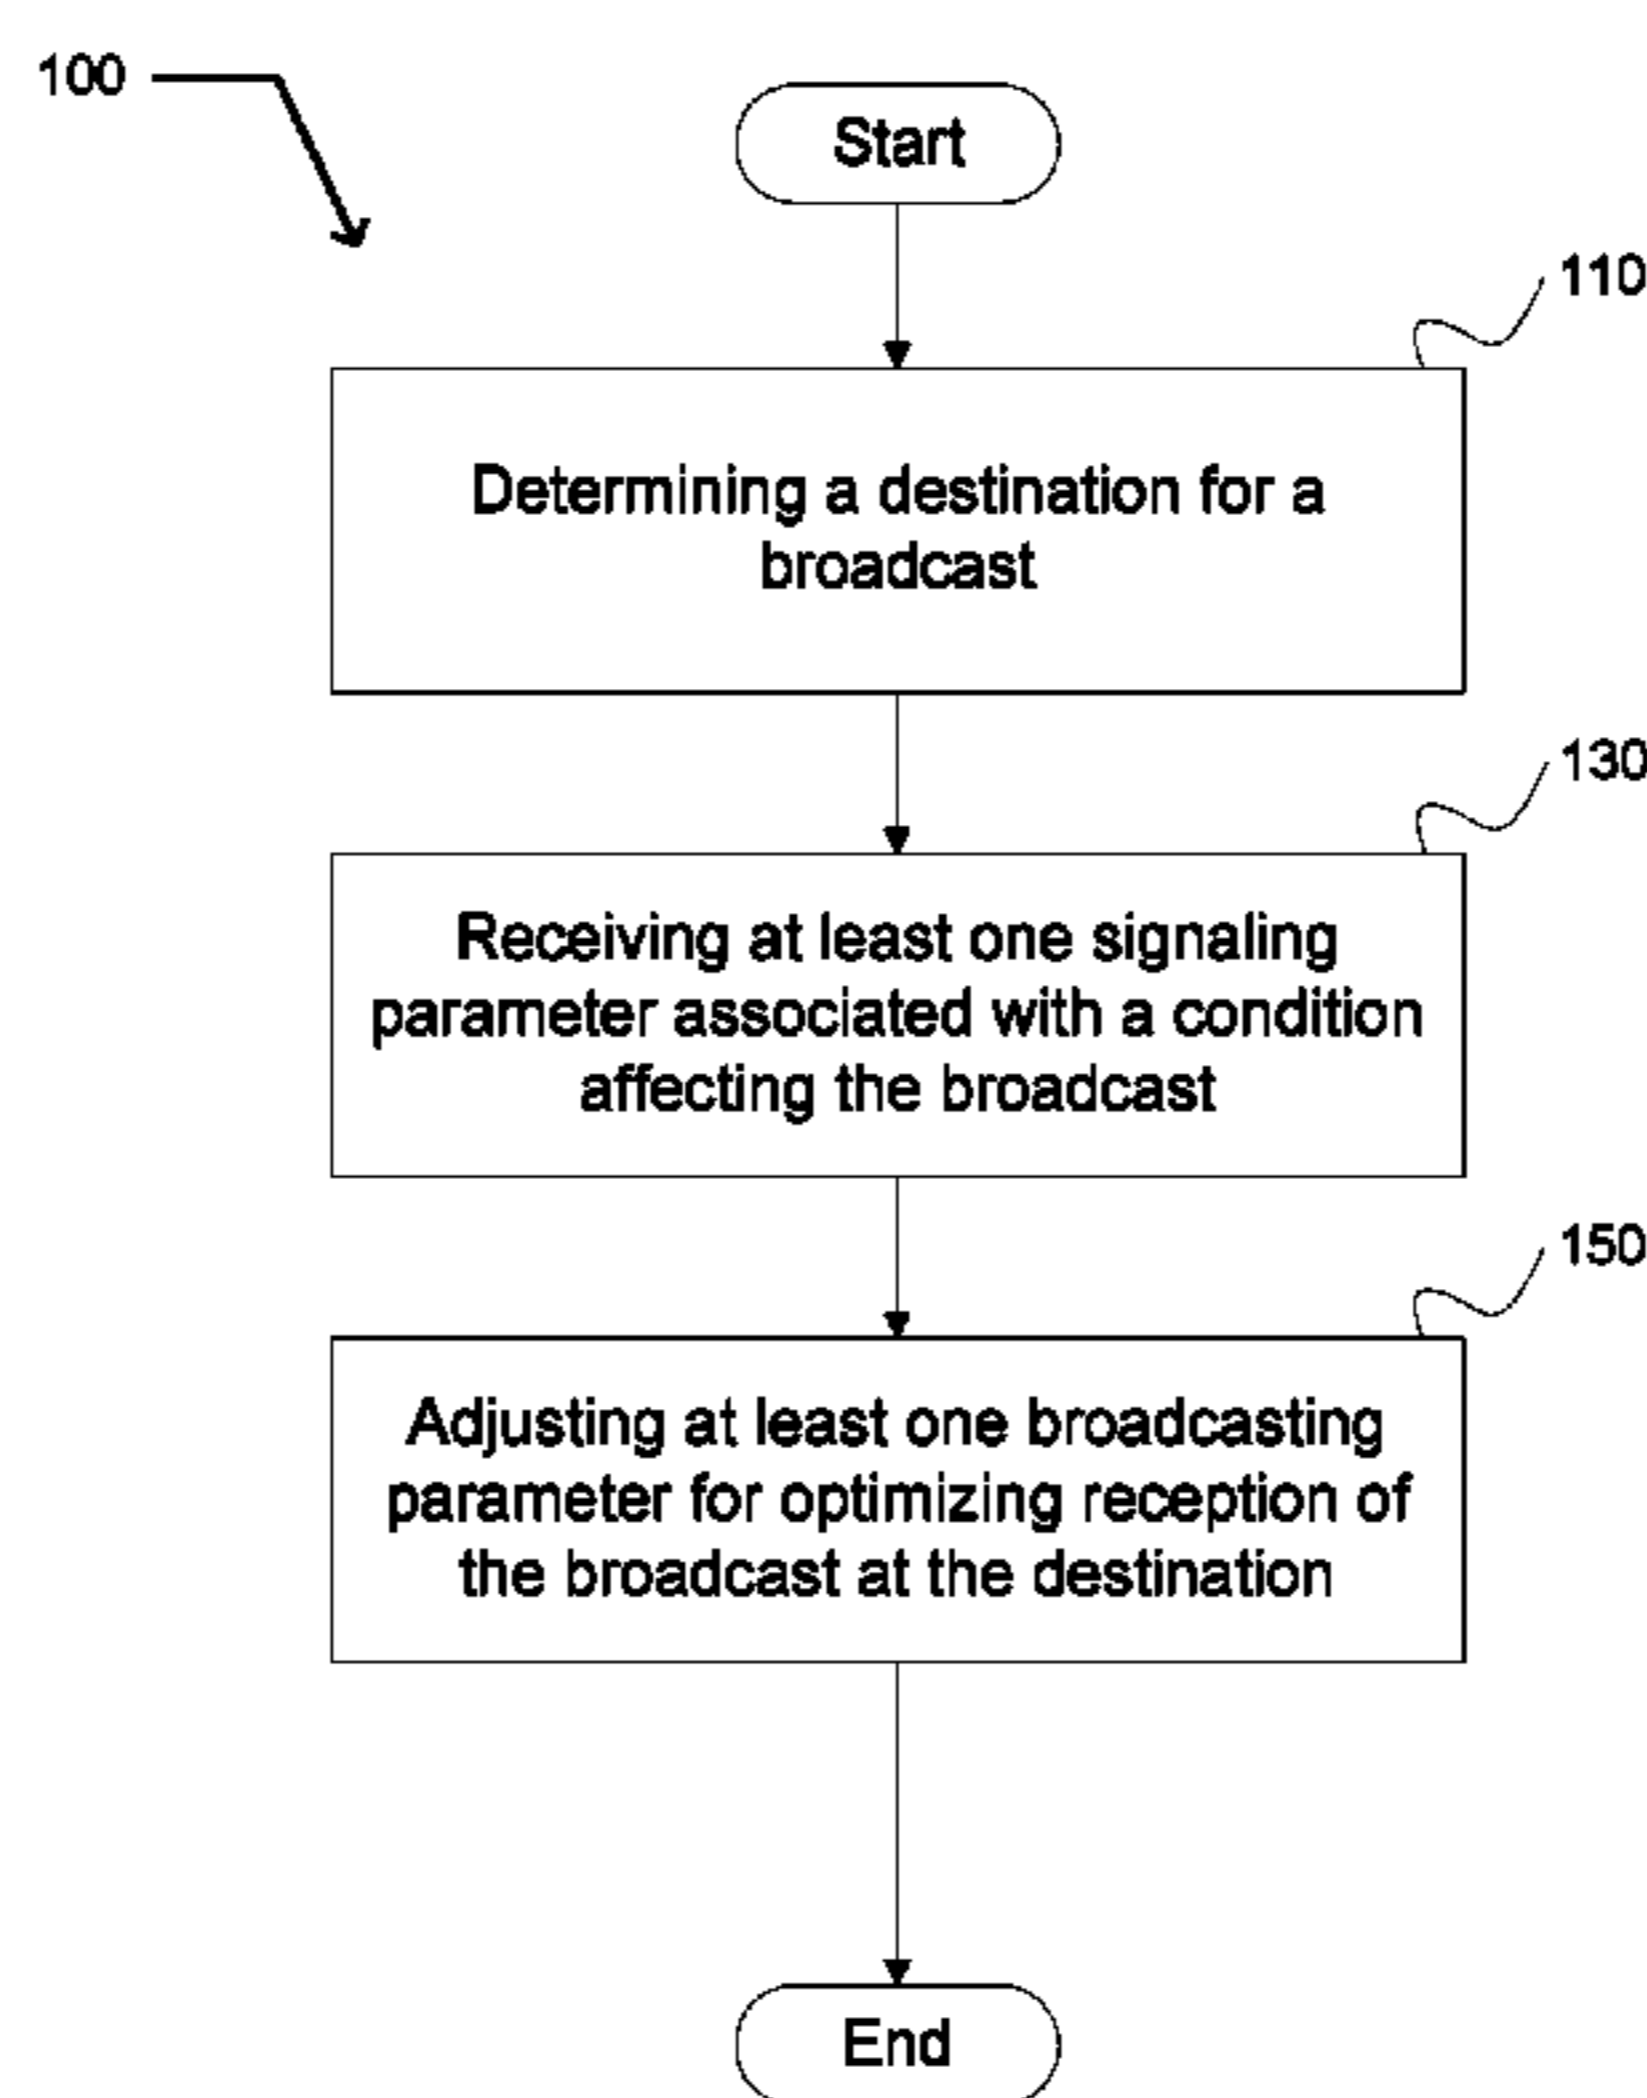 100
Start
110
Determining a destination for a
broadcast
130
Receiving at least one signaling
parameter associated with a condition
affecting the broadcast
150
Adjusting at least one broadcasting
parameter for optimizing reception of
the broadcast at the destination
End